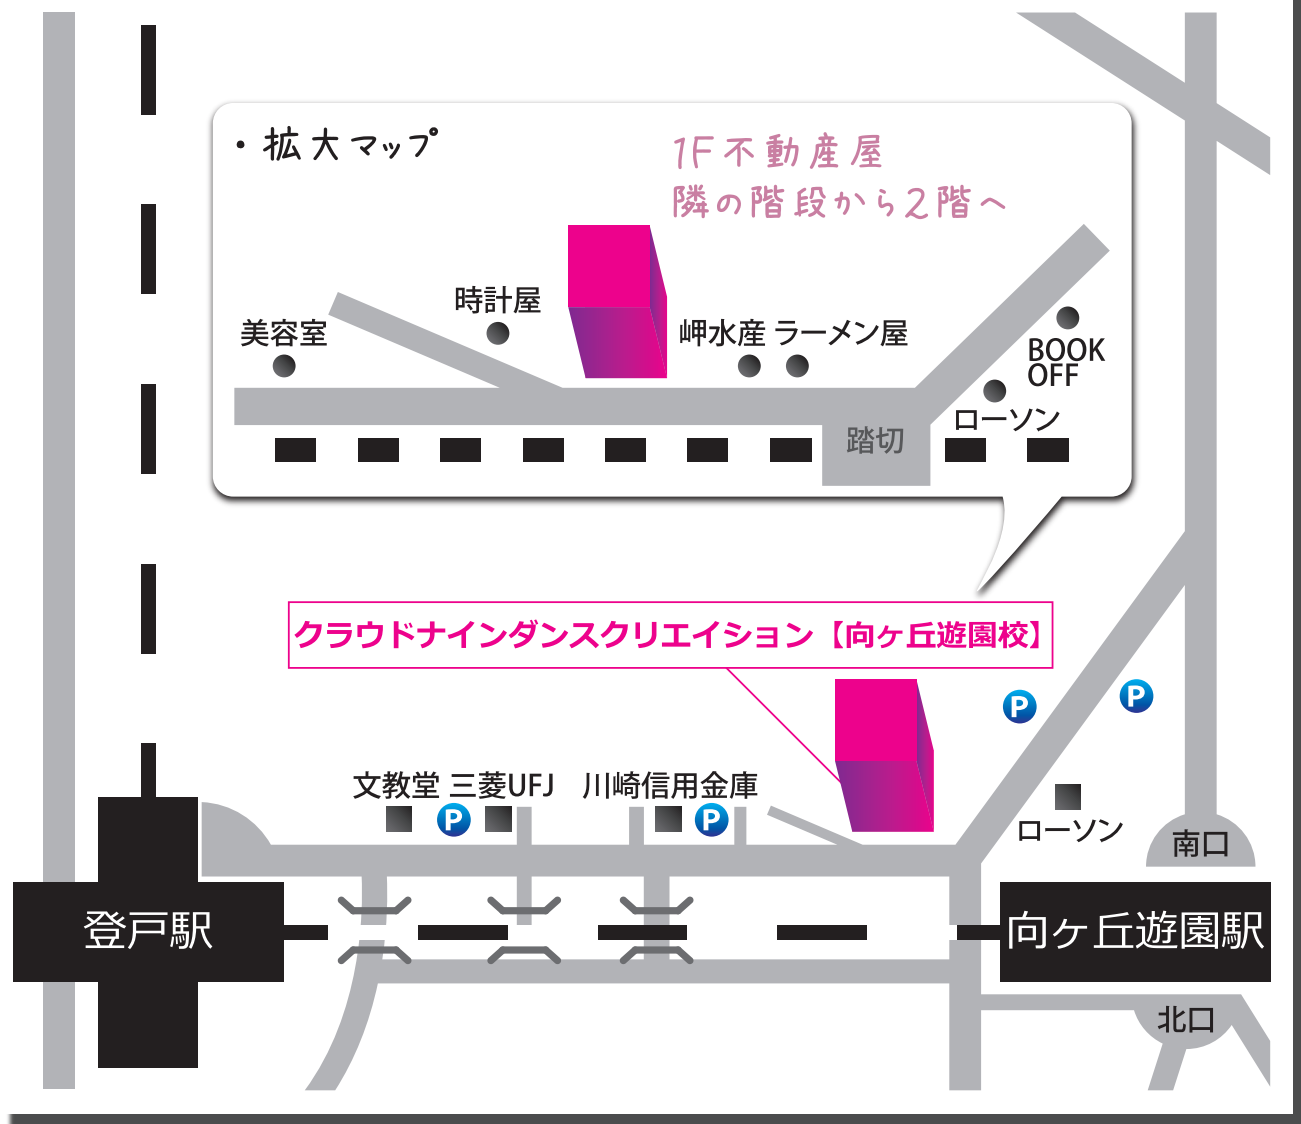 ・拡大マップ
1F不動産屋
隣の階段から2階へ
時計屋
美容室
岬水産 ラーメン屋
BOOK
OFF
ローソン
踏切
クラウドナインダンスクリエイション【向ヶ丘遊園校】
P
P
文教堂 三菱UFJ 川崎信用金庫
P
P
ローソン
南口
登戸駅
向ヶ丘遊園駅
北口